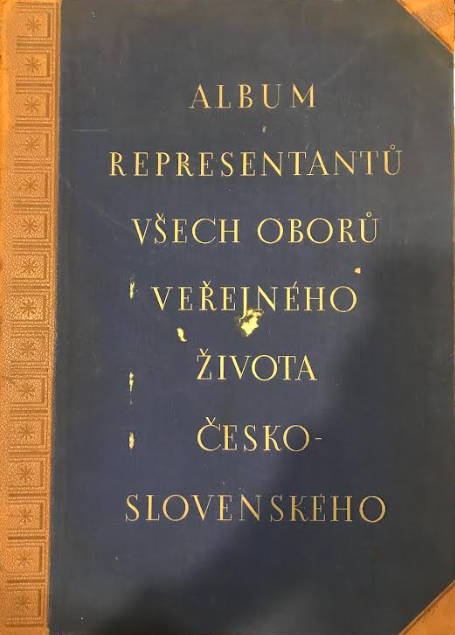 ALBUM
REPRESENTANTŮ
VŠECH OBORŮ
VEŘEJNÉHO
ŽIVOTA
ČESKO-
SLOVENSKÉHO